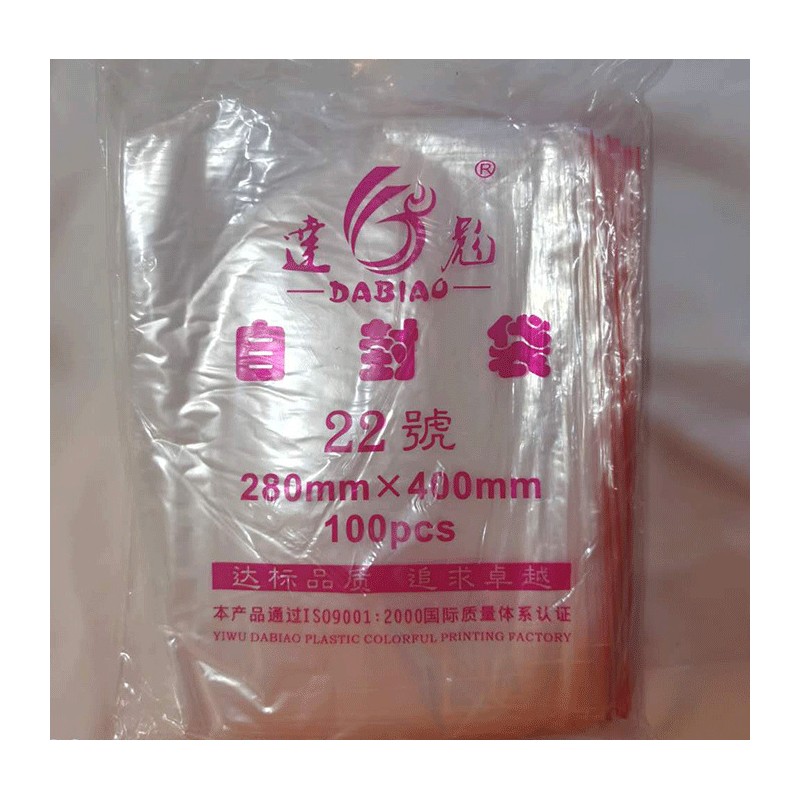 ®
達 彪
DABIAO
自封袋
22號
280mm×400mm
100pcs
达标品质 追求卓越
本产品通过ISO9001:2000国际质量体系认证
YIWU DABIAO PLASTIC COLORFUL PRINTING FACTORY